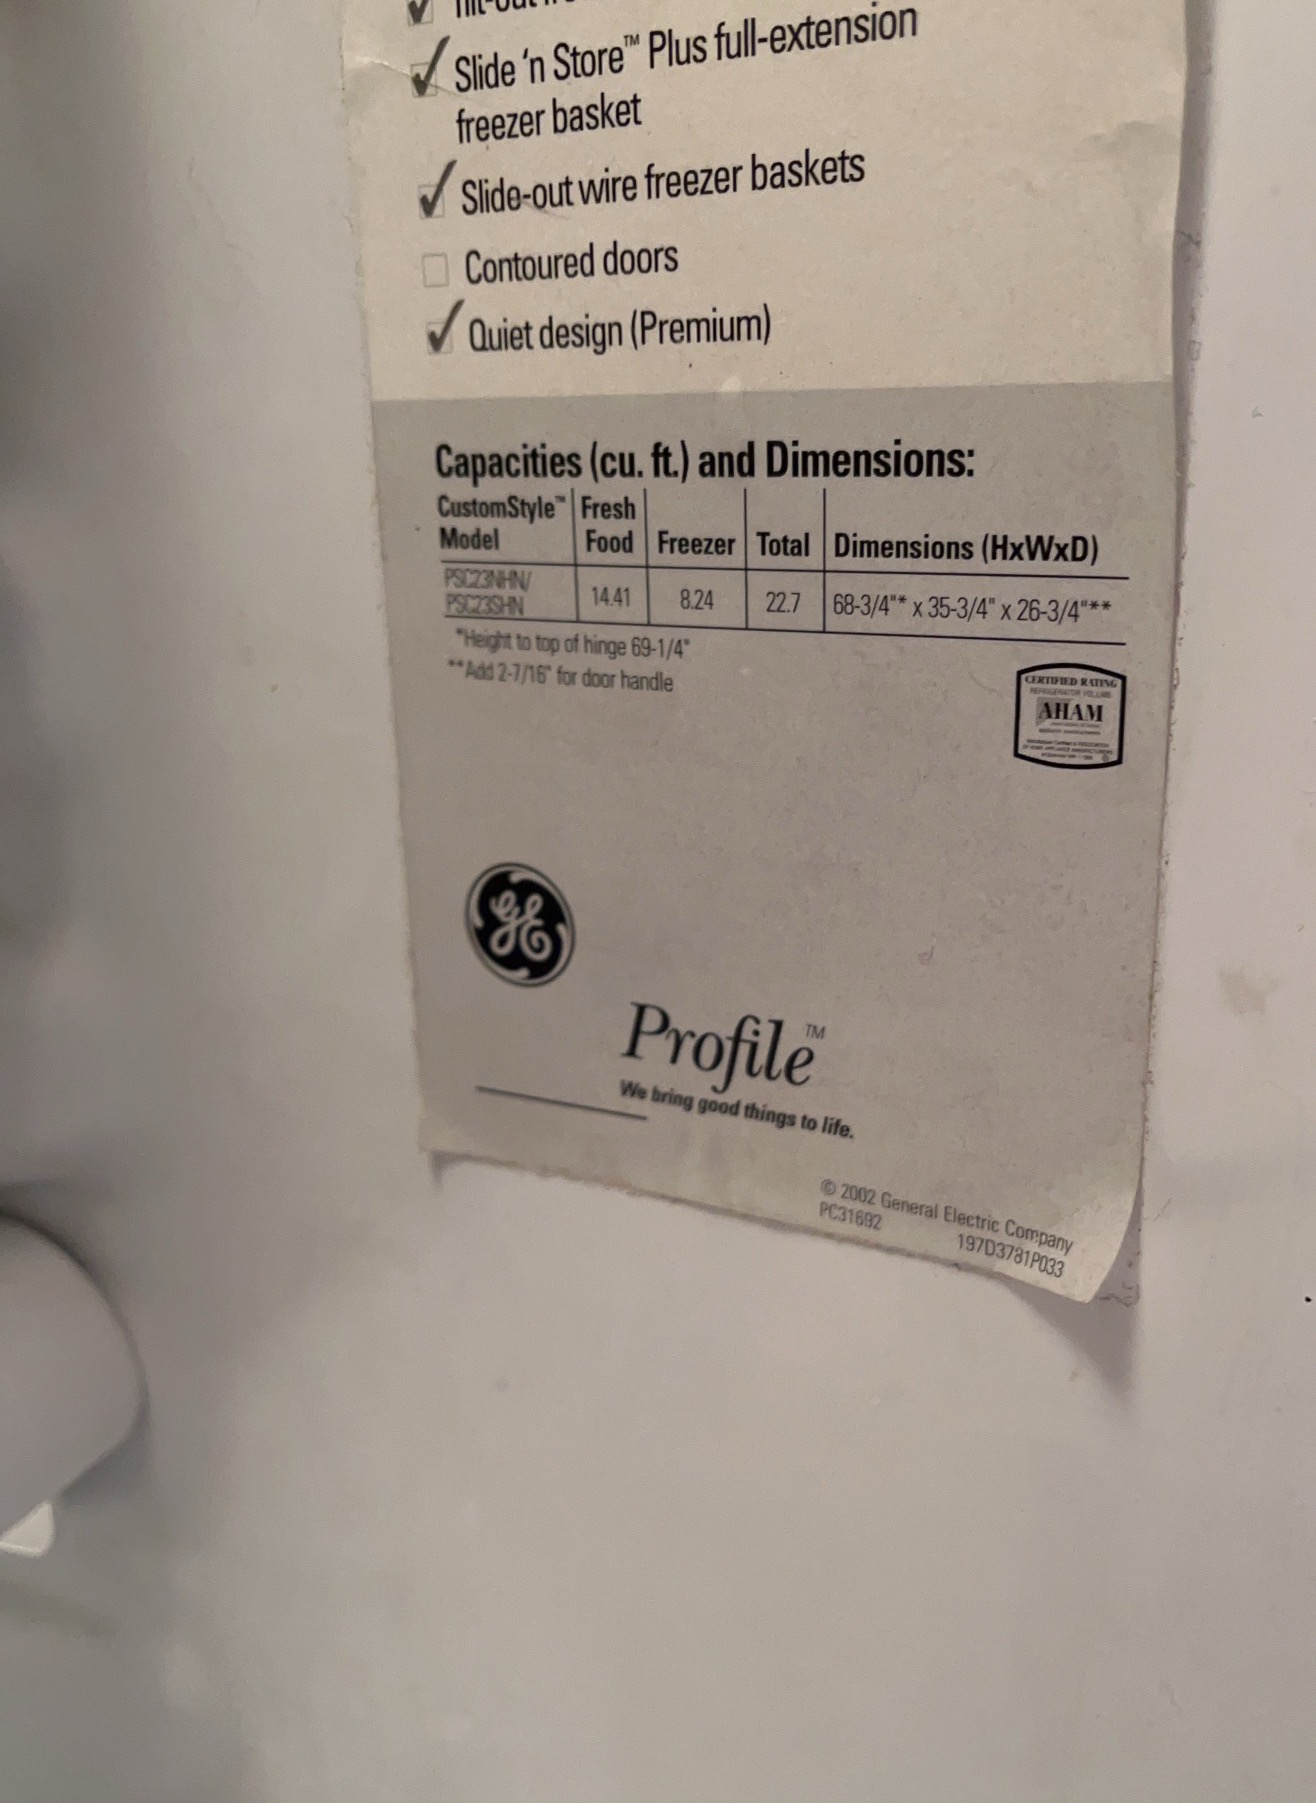 Slide 'n Store™ Plus full-extension
freezer basket
Slide-out wire freezer baskets
Contoured doors
Quiet design (Premium)
Capacities (cu. ft.) and Dimensions:
CustomStyle™ Model Fresh Food Freezer Total Dimensions (HxWxD)
PSC23NHN/
PSC23SHN 14.41 8.24 22.7 68-3/4"* x 35-3/4" x 26-3/4"**
*Height to top of hinge 69-1/4"
**Add 2-7/16" for door handle
CERTIFIED RATING
REFRIGERATOR VOLUME
AHAM
GE
Profile™
We bring good things to life.
© 2002 General Electric Company
PC31692 197D3781P033